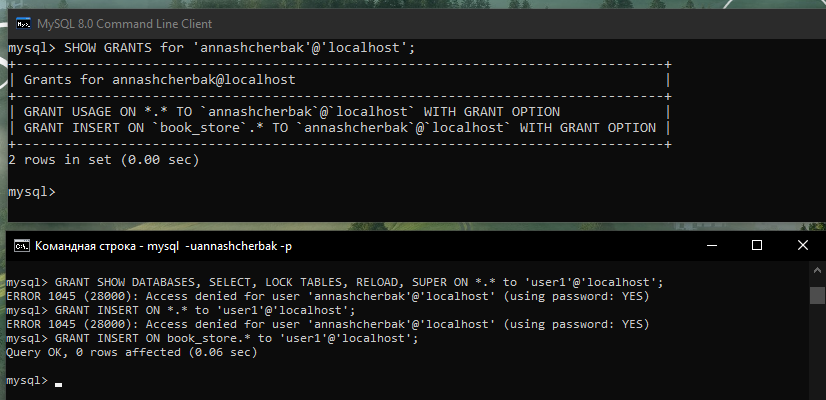 MySQL 8.0 Command Line Client
mysql> SHOW GRANTS for 'annashcherbak'@'localhost';
+--------------------------------------------------------------------------------+
| Grants for annashcherbak@localhost                                             |
+--------------------------------------------------------------------------------+
| GRANT USAGE ON *.* TO `annashcherbak`@`localhost` WITH GRANT OPTION             |
| GRANT INSERT ON `book_store`.* TO `annashcherbak`@`localhost` WITH GRANT OPTION |
+--------------------------------------------------------------------------------+
2 rows in set (0.00 sec)
mysql>
Командная строка - mysql  -uannashcherbak -p
mysql> GRANT SHOW DATABASES, SELECT, LOCK TABLES, RELOAD, SUPER ON *.* to 'user1'@'localhost';
ERROR 1045 (28000): Access denied for user 'annashcherbak'@'localhost' (using password: YES)
mysql> GRANT INSERT ON *.* to 'user1'@'localhost';
ERROR 1045 (28000): Access denied for user 'annashcherbak'@'localhost' (using password: YES)
mysql> GRANT INSERT ON book_store.* to 'user1'@'localhost';
Query OK, 0 rows affected (0.06 sec)
mysql>